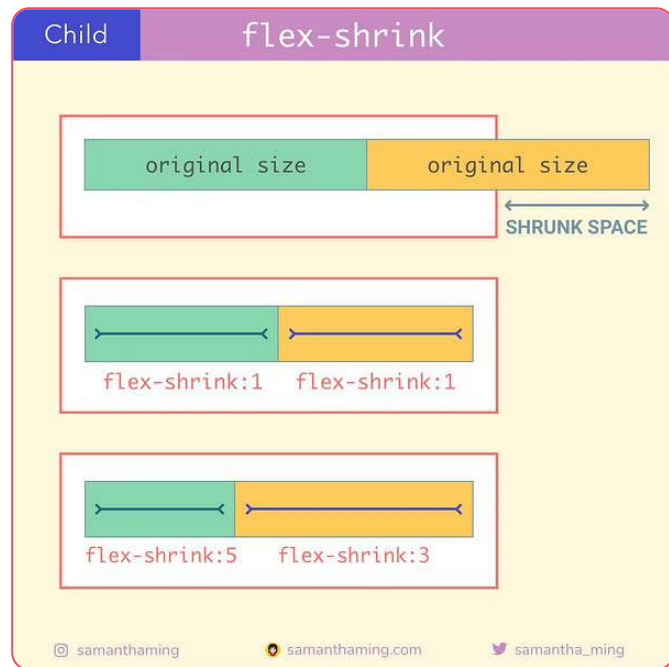 Child
flex-shrink
original size
original size
SHRUNK SPACE
flex-shrink:1
flex-shrink:1
flex-shrink:5
flex-shrink:3
samanthaming
samanthaming.com
samantha_ming